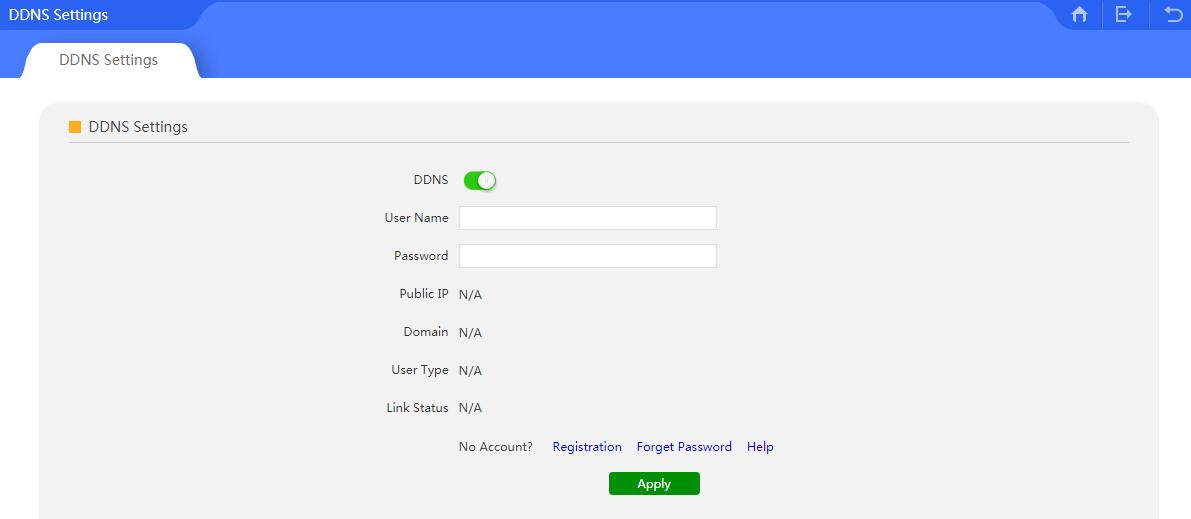 DDNS Settings
DDNS Settings
DDNS Settings
DDNS
User Name
Password
Public IP N/A
Domain N/A
User Type N/A
Link Status N/A
No Account? Registration Forget Password Help
Apply